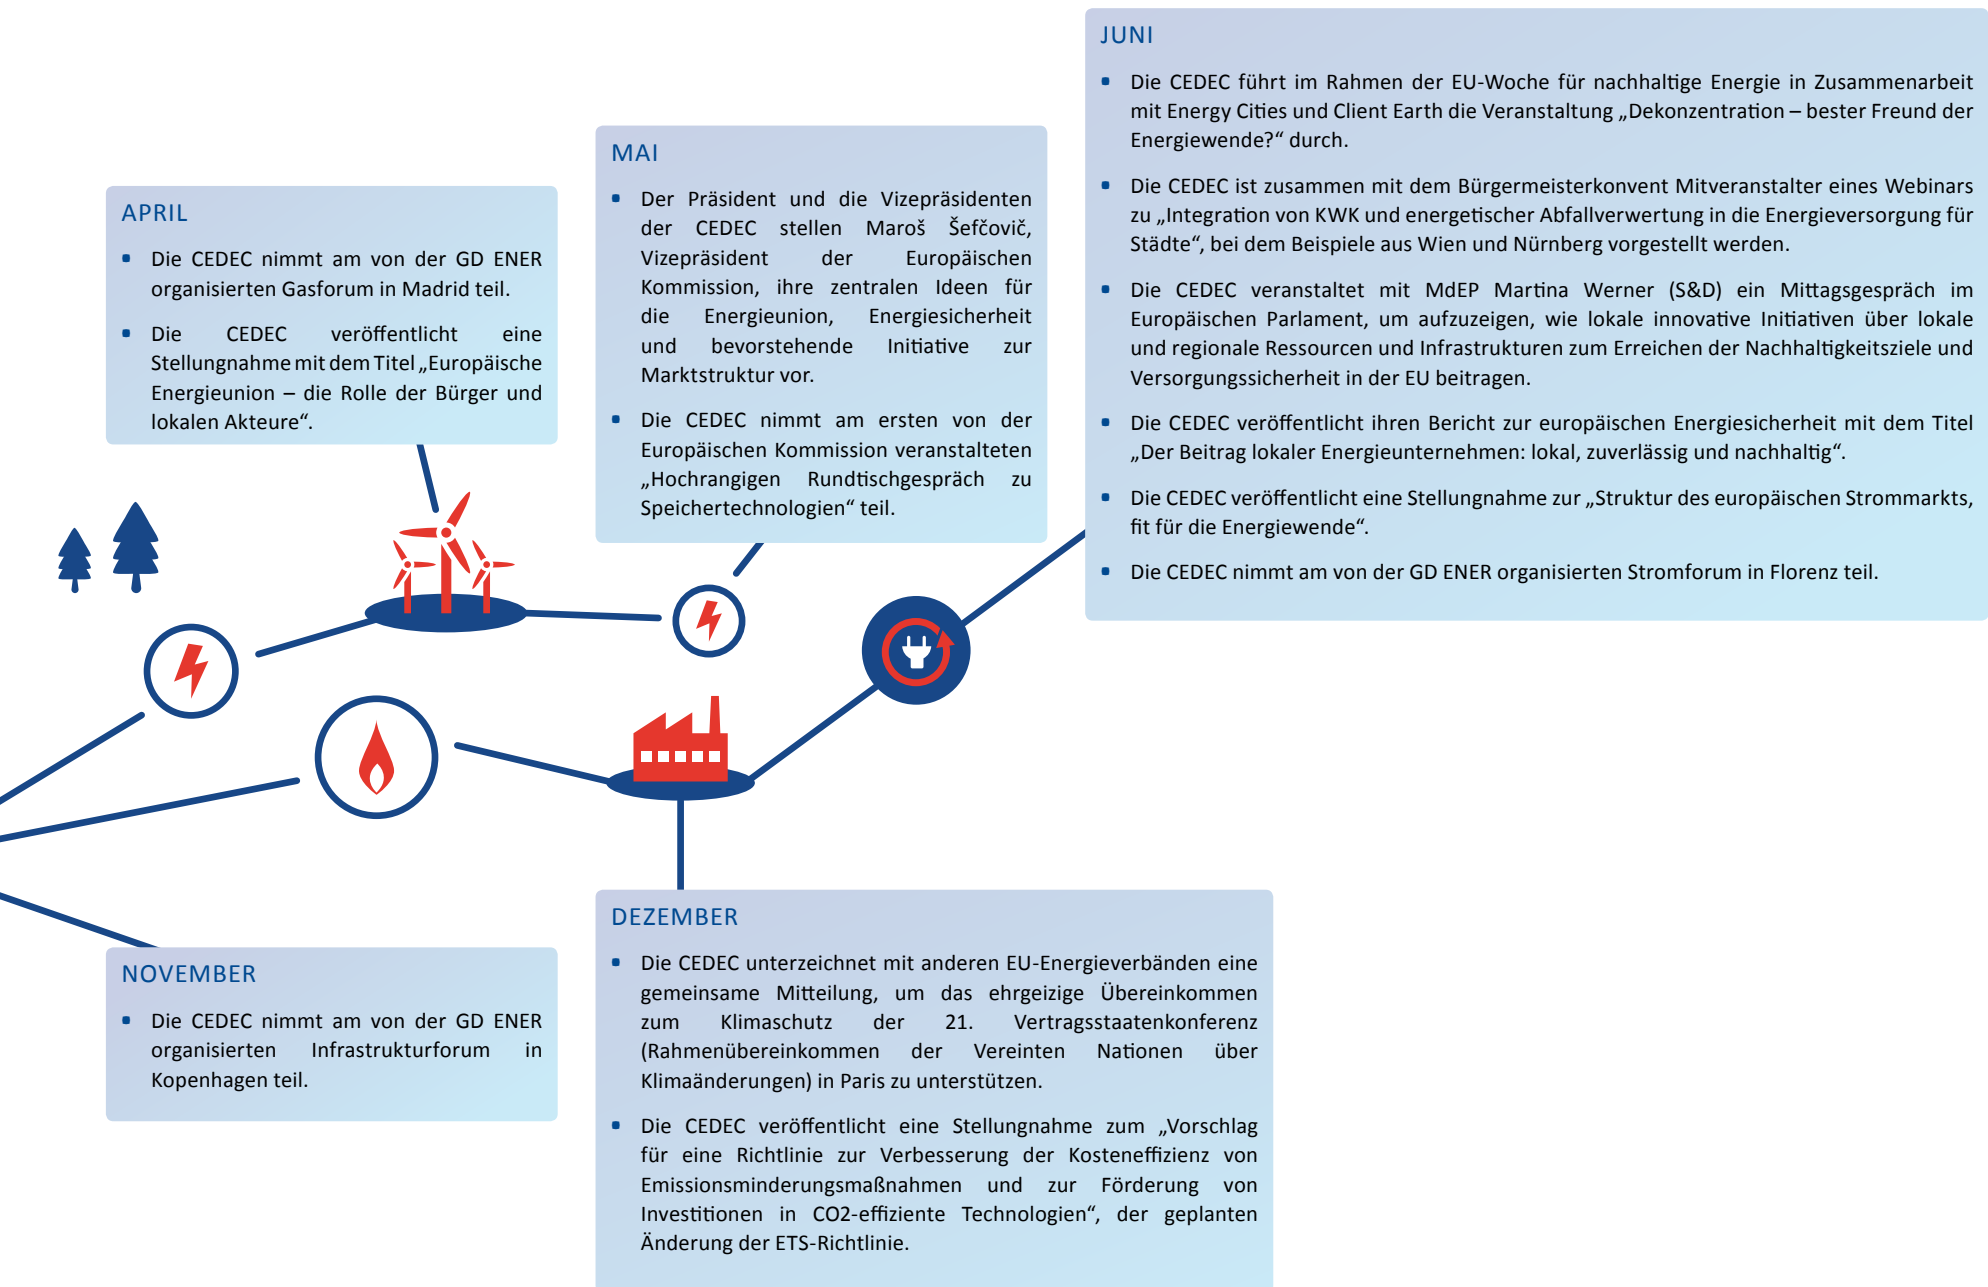 APRIL
Die CEDEC nimmt am von der GD ENER
organisierten Gasforum in Madrid teil.
Die CEDEC veröffentlicht eine
Stellungnahme mit dem Titel „Europäische
Energieunion – die Rolle der Bürger und
lokalen Akteure“.
MAI
Der Präsident und die Vizepräsidenten
der CEDEC stellen Maroš Šefčovič,
Vizepräsident der Europäischen
Kommission, ihre zentralen Ideen für
die Energieunion, Energiesicherheit
und bevorstehende Initiative zur
Marktstruktur vor.
Die CEDEC nimmt am ersten von der
Europäischen Kommission veranstalteten
„Hochrangigen Rundtischgespräch zu
Speichertechnologien“ teil.
JUNI
Die CEDEC führt im Rahmen der EU-Woche für nachhaltige Energie in Zusammenarbeit
mit Energy Cities und Client Earth die Veranstaltung „Dekonzentration – bester Freund der
Energiewende?“ durch.
Die CEDEC ist zusammen mit dem Bürgermeisterkonvent Mitveranstalter eines Webinars
zu „Integration von KWK und energetischer Abfallverwertung in die Energieversorgung für
Städte“, bei dem Beispiele aus Wien und Nürnberg vorgestellt werden.
Die CEDEC veranstaltet mit MdEP Martina Werner (S&D) ein Mittagsgespräch im
Europäischen Parlament, um aufzuzeigen, wie lokale innovative Initiativen über lokale
und regionale Ressourcen und Infrastrukturen zum Erreichen der Nachhaltigkeitsziele und
Versorgungssicherheit in der EU beitragen.
Die CEDEC veröffentlicht ihren Bericht zur europäischen Energiesicherheit mit dem Titel
„Der Beitrag lokaler Energieunternehmen: lokal, zuverlässig und nachhaltig“.
Die CEDEC veröffentlicht eine Stellungnahme zur „Struktur des europäischen Strommarkts,
fit für die Energiewende“.
Die CEDEC nimmt am von der GD ENER organisierten Stromforum in Florenz teil.
NOVEMBER
Die CEDEC nimmt am von der GD ENER
organisierten Infrastrukturforum in
Kopenhagen teil.
DEZEMBER
Die CEDEC unterzeichnet mit anderen EU-Energieverbänden eine
gemeinsame Mitteilung, um das ehrgeizige Übereinkommen
zum Klimaschutz der 21. Vertragsstaatenkonferenz
(Rahmenübereinkommen der Vereinten Nationen über
Klimaänderungen) in Paris zu unterstützen.
Die CEDEC veröffentlicht eine Stellungnahme zum „Vorschlag
für eine Richtlinie zur Verbesserung der Kosteneffizienz von
Emissionsminderungsmaßnahmen und zur Förderung von
Investitionen in CO2-effiziente Technologien“, der geplanten
Änderung der ETS-Richtlinie.